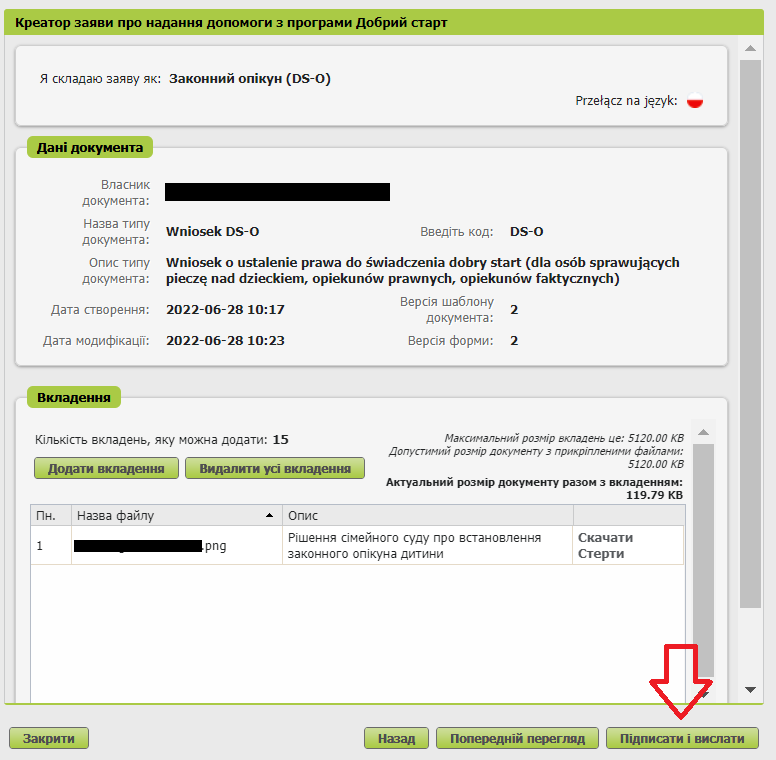 Креатор заяви про надання допомоги з програми Добрий старт
Я складаю заяву як: Законний опікун (DS-O)
Przełącz na język:
Дані документа
Власник
документа:
Назва типу
документа:
Wniosek DS-O
Введіть код: DS-O
Опис типу
документа:
Wniosek o ustalenie prawa do świadczenia dobry start (dla osób sprawujących
pieczę nad dzieckiem, opiekunów prawnych, opiekunów faktycznych)
Дата створення: 2022-06-28 10:17
Версія шаблону
документа:
2
Дата модифікації: 2022-06-28 10:23
Версія форми: 2
Вкладення
Кількість вкладень, яку можна додати: 15
Додати вкладення
Видалити усі вкладення
Максимальний розмір вкладень це: 5120.00 KB
Допустимий розмір документу з прикріпленими файлами:
5120.00 KB
Актуальний розмір документу разом з вкладенням:
119.79 KB
Пн. Назва файлу Опис
1 .png
Рішення сімейного суду про встановлення
законного опікуна дитини
Скачати
Стерти
Закрити Назад Попередній перегляд Підписати і вислати